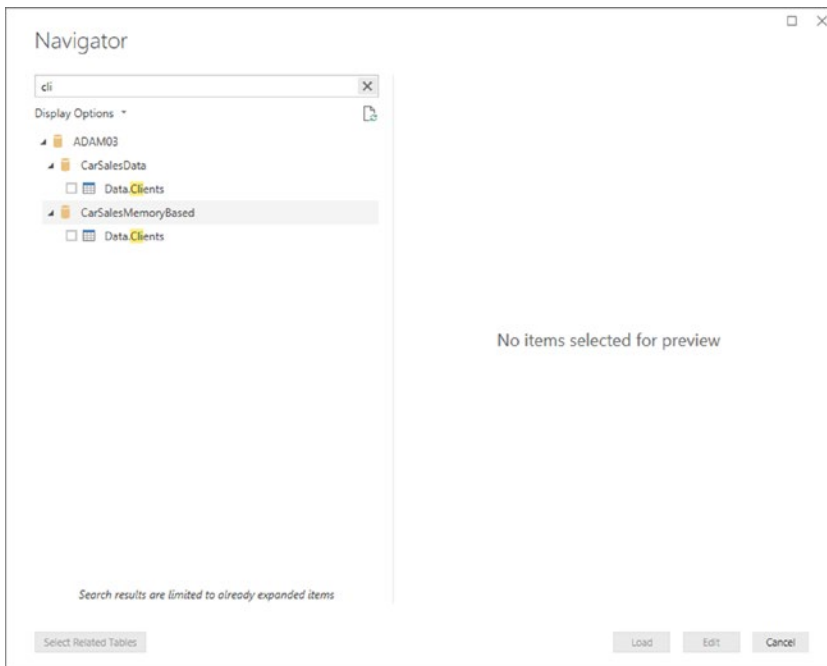 Navigator
cli
Display Options
ADAM03
CarSalesData
Data.Clients
CarSalesMemoryBased
Data.Clients
No items selected for preview
Search results are limited to already expanded items
Select Related Tables
Load Edit Cancel